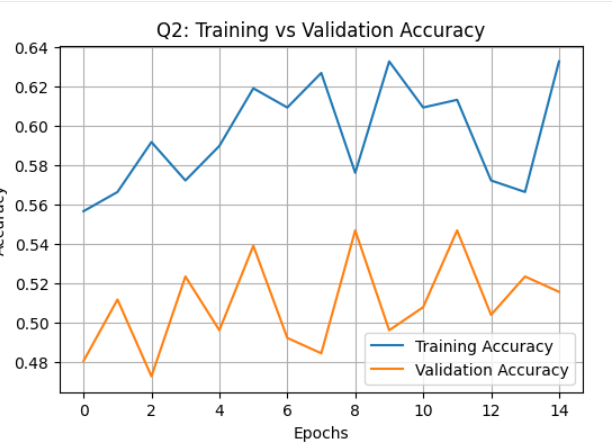 Q2: Training vs Validation Accuracy
0.64
0.62
0.60
0.58
0.56
0.54
0.52
0.50
0.48
Accuracy
0 2 4 6 8 10 12 14
Epochs
Training Accuracy
Validation Accuracy